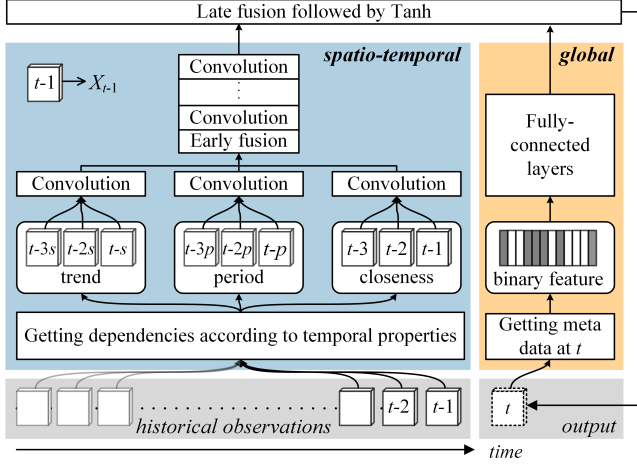 Late fusion followed by Tanh
spatio-temporal
global
t-1
X_{t-1}
Convolution
⋮
Convolution
Early fusion
Fully-
connected
layers
Convolution
Convolution
Convolution
t-3s t-2s t-s
trend
t-3p t-2p t-p
period
t-3 t-2 t-1
closeness
binary feature
Getting dependencies according to temporal properties
Getting meta
data at t
t-2 t-1
t
historical observations
output
time